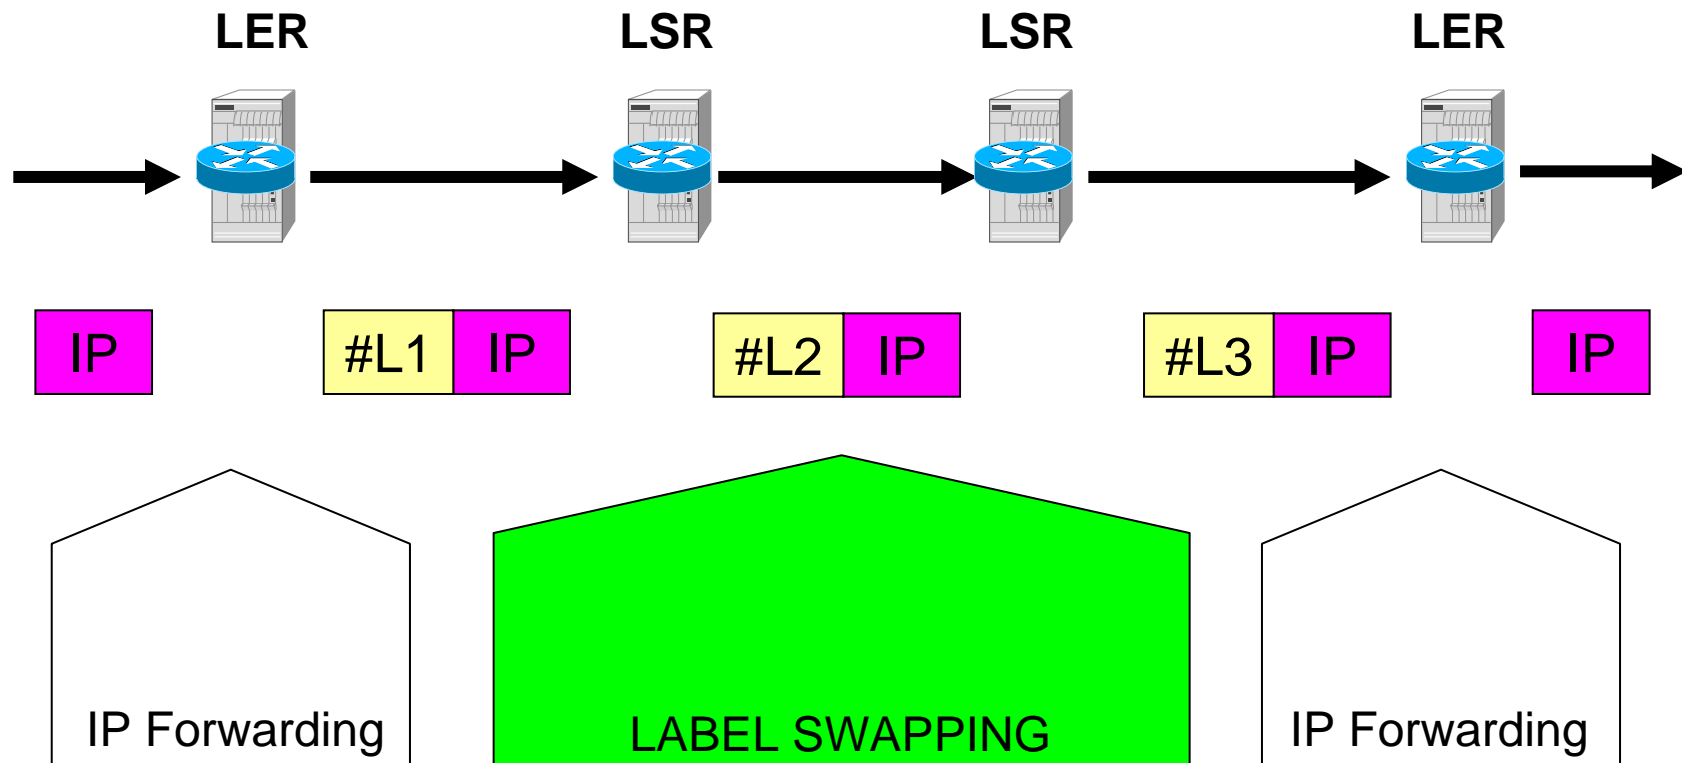 LER LSR LSR LER
IP #L1 IP #L2 IP #L3 IP IP
IP Forwarding LABEL SWAPPING IP Forwarding